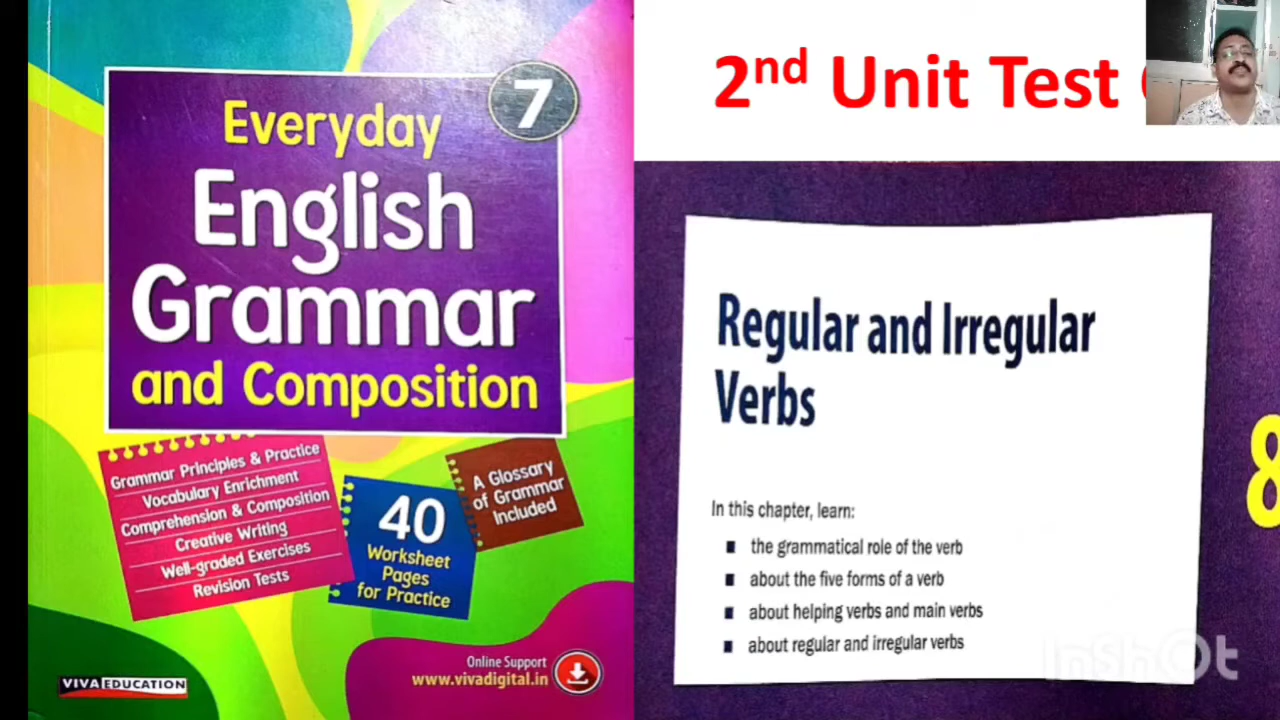 7
Everyday
English
Grammar
and Composition
Grammar Principles & Practice
Vocabulary Enrichment
Comprehension & Composition
Creative Writing
Well-graded Exercises
Revision Tests
40
Worksheet
Pages
for Practice
A Glossary
of Grammar
Included
VIVA EDUCATION
Online Support
www.vivadigital.in
2nd Unit Test
Regular and Irregular
Verbs
8
In this chapter, learn:
■ the grammatical role of the verb
■ about the five forms of a verb
■ about helping verbs and main verbs
■ about regular and irregular verbs
InShOt